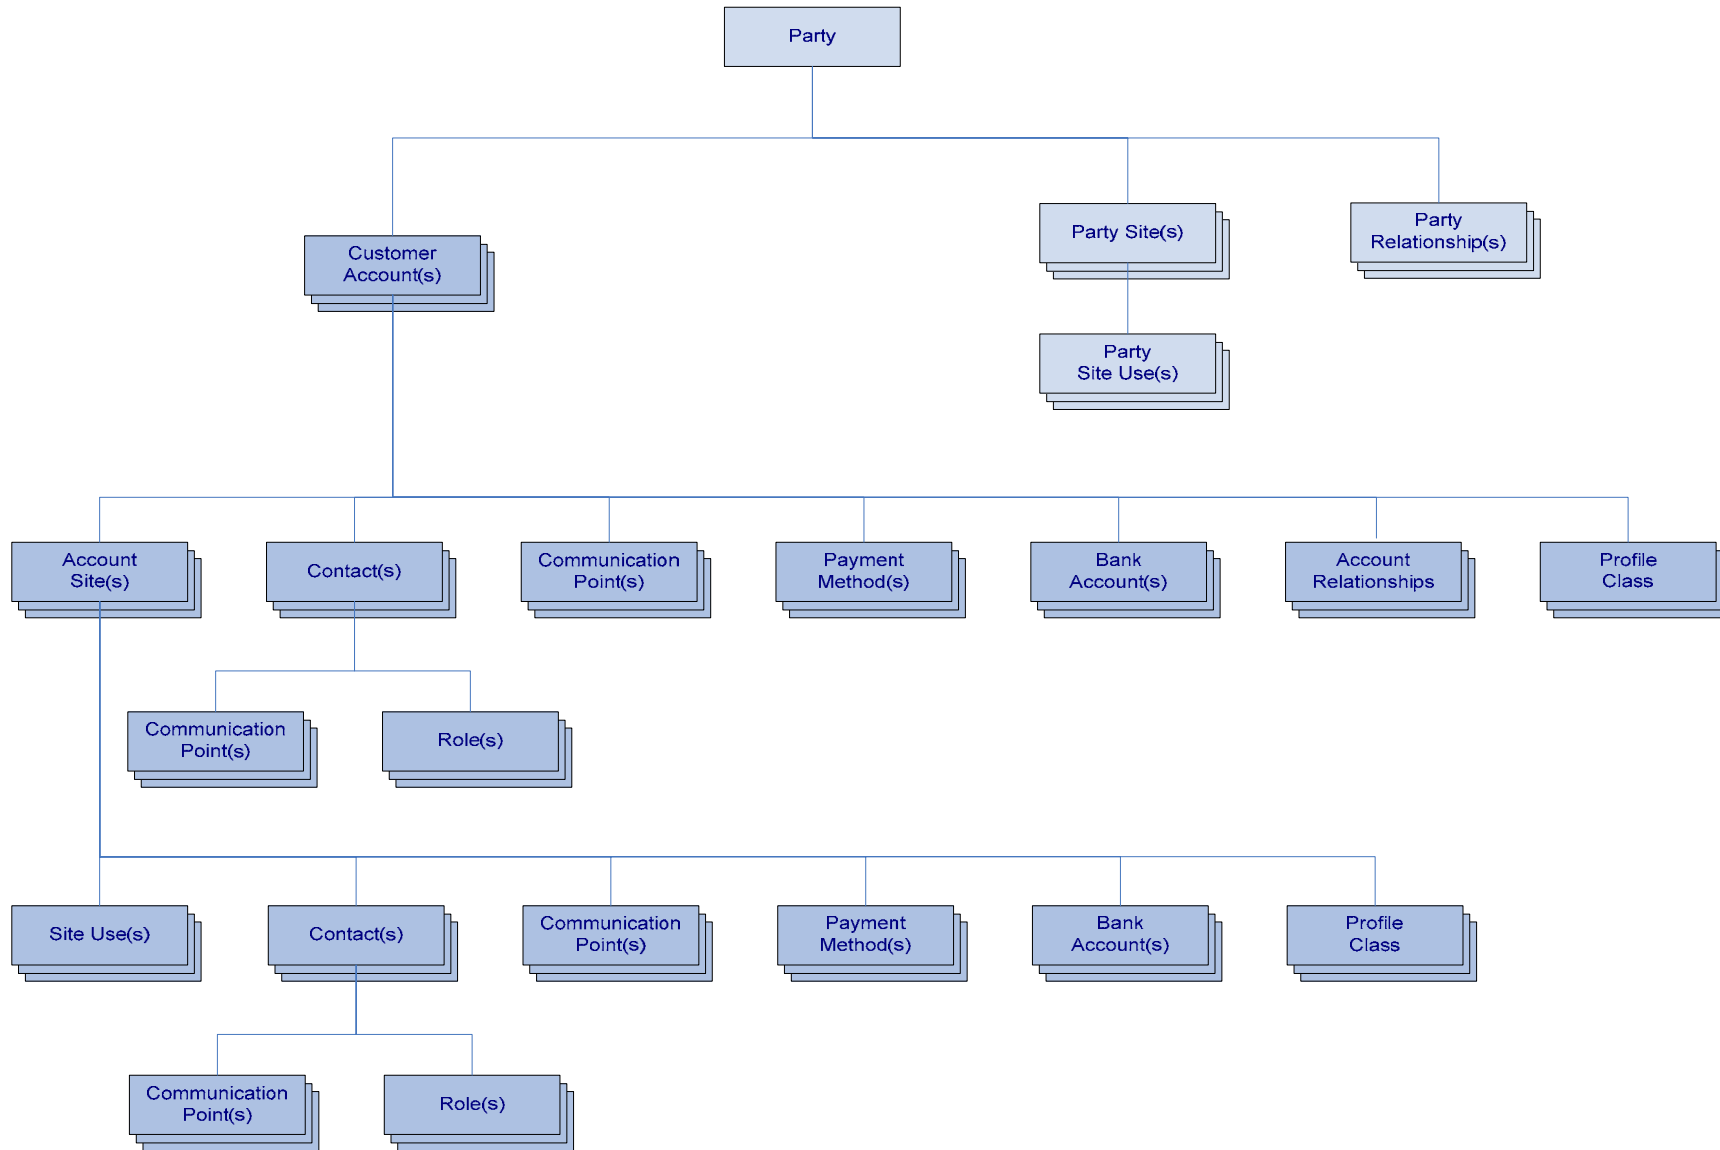 Party
Customer
Account(s)
Party Site(s)
Party
Relationship(s)
Party
Site Use(s)
Account
Site(s)
Contact(s)
Communication
Point(s)
Payment
Method(s)
Bank
Account(s)
Account
Relationships
Profile
Class
Communication
Point(s)
Role(s)
Site Use(s)
Contact(s)
Communication
Point(s)
Payment
Method(s)
Bank
Account(s)
Profile
Class
Communication
Point(s)
Role(s)